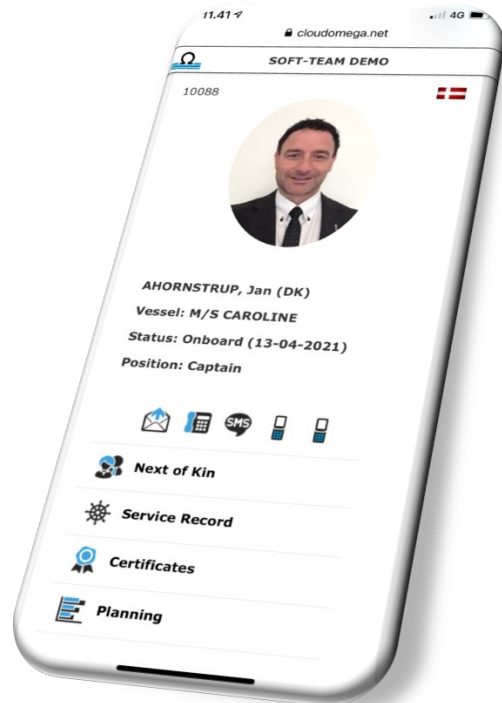 11.41
4G
cloudomega.net
Ω
SOFT-TEAM DEMO
10088
AHORNSTRUP, Jan (DK)
Vessel: M/S CAROLINE
Status: Onboard (13-04-2021)
Position: Captain
SMS
Next of Kin
Service Record
Certificates
Planning